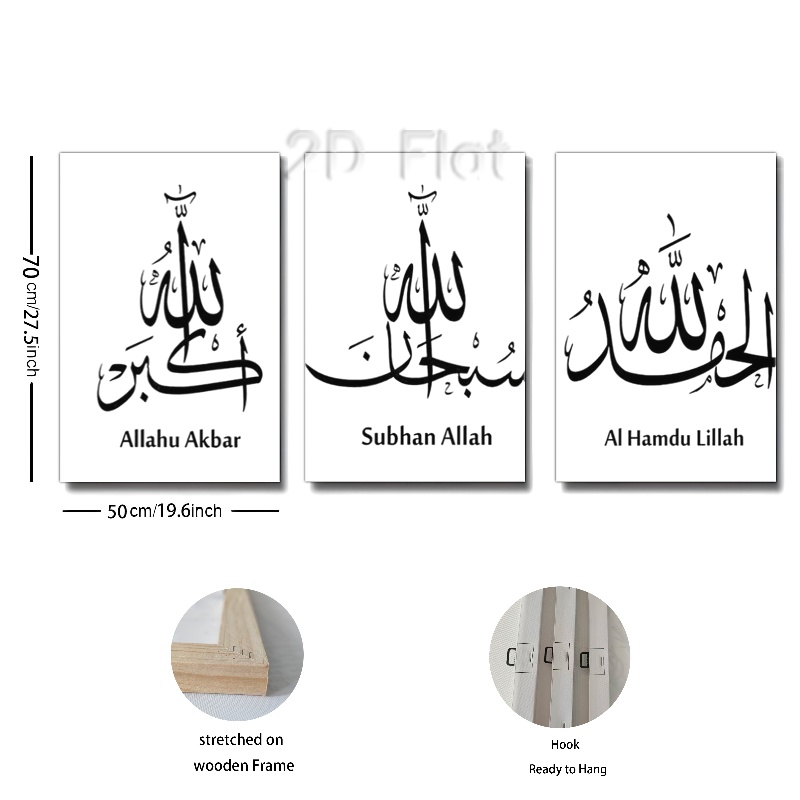 2D Flat
الله أكبر
سبحان الله
الحمد لله
Allahu Akbar
Subhan Allah
Al Hamdu Lillah
70 cm/27.5inch
50cm/19.6inch
stretched on
wooden Frame
Hook
Ready to Hang